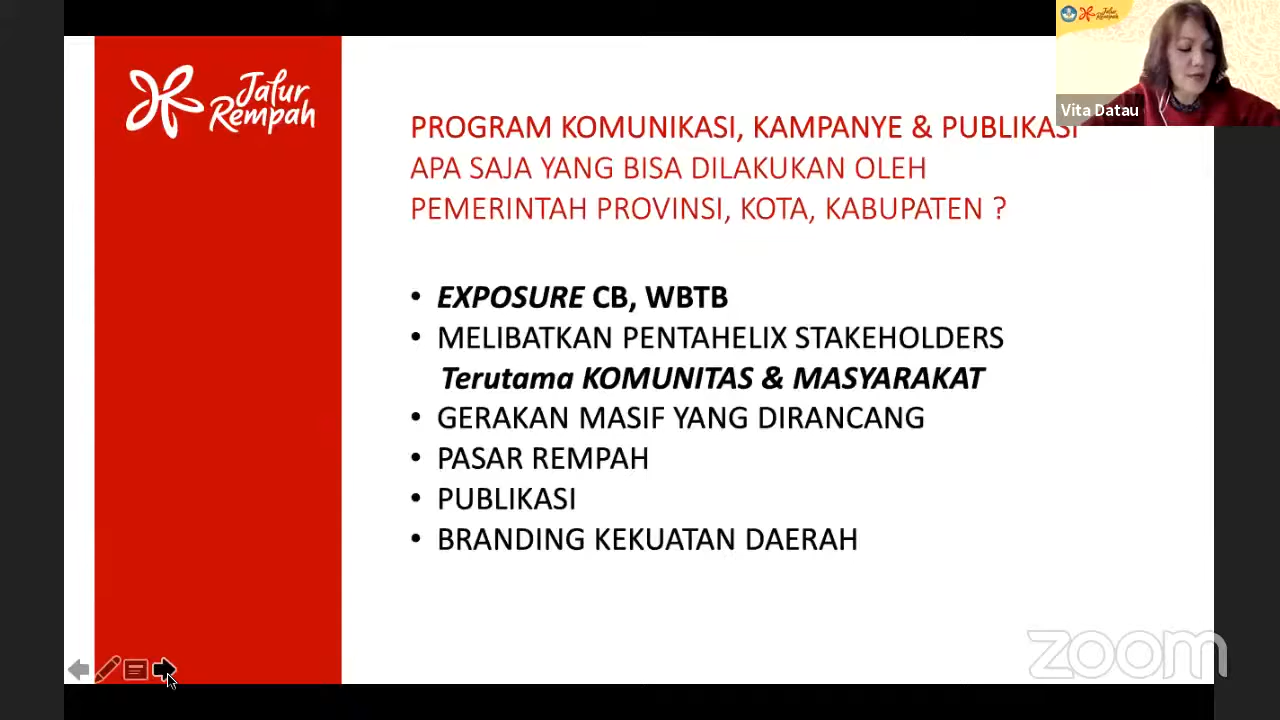 Jalur
Rempah
PROGRAM KOMUNIKASI, KAMPANYE & PUBLIKASI
APA SAJA YANG BISA DILAKUKAN OLEH
PEMERINTAH PROVINSI, KOTA, KABUPATEN ?
• EXPOSURE CB, WBTB
• MELIBATKAN PENTAHELIX STAKEHOLDERS
Terutama KOMUNITAS & MASYARAKAT
• GERAKAN MASIF YANG DIRANCANG
• PASAR REMPAH
• PUBLIKASI
• BRANDING KEKUATAN DAERAH
Jalur
Rempah
Vita Datau
zoom